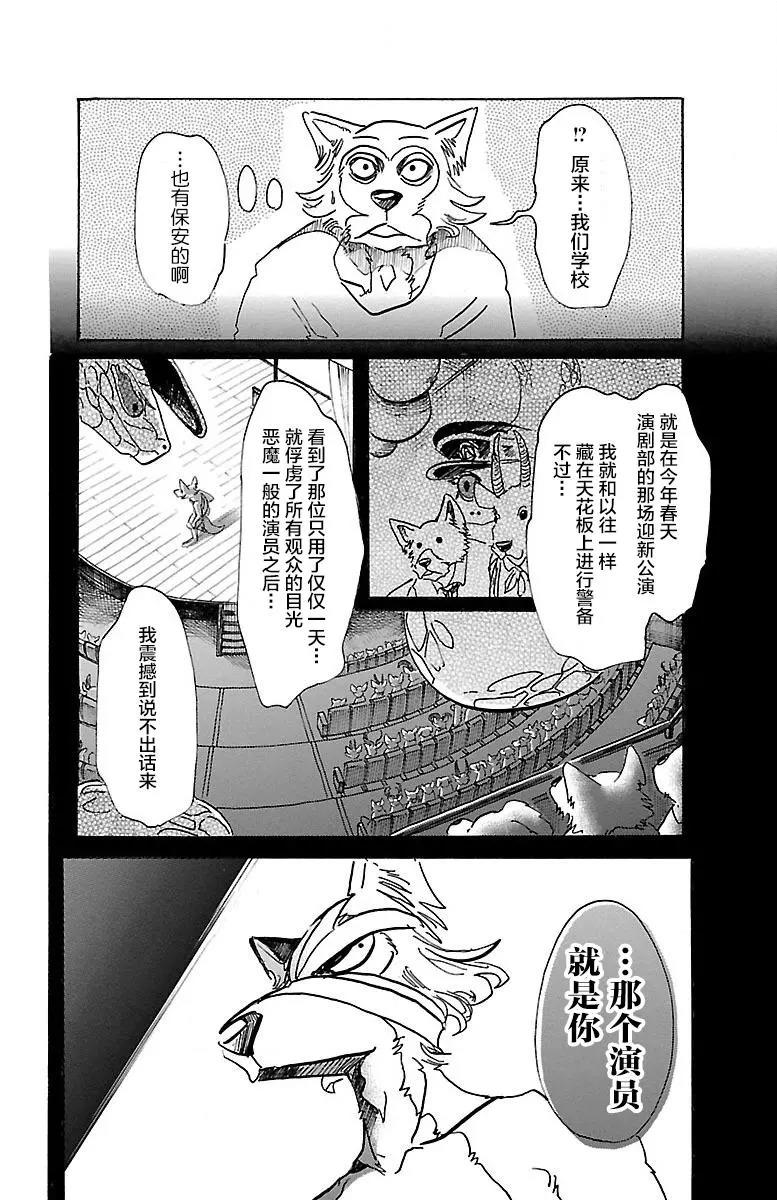 !?
原来…我们学校
…也有保安的啊
就是在今年春天
演剧部的那场迎新公演
我就和以往一样
藏在天花板上进行警备
不过…
看到了那位只用了仅仅一天…
就俘虏了所有观众的目光
恶魔一般的演员之后…
我震撼到说不出话来
…那个演员
就是你